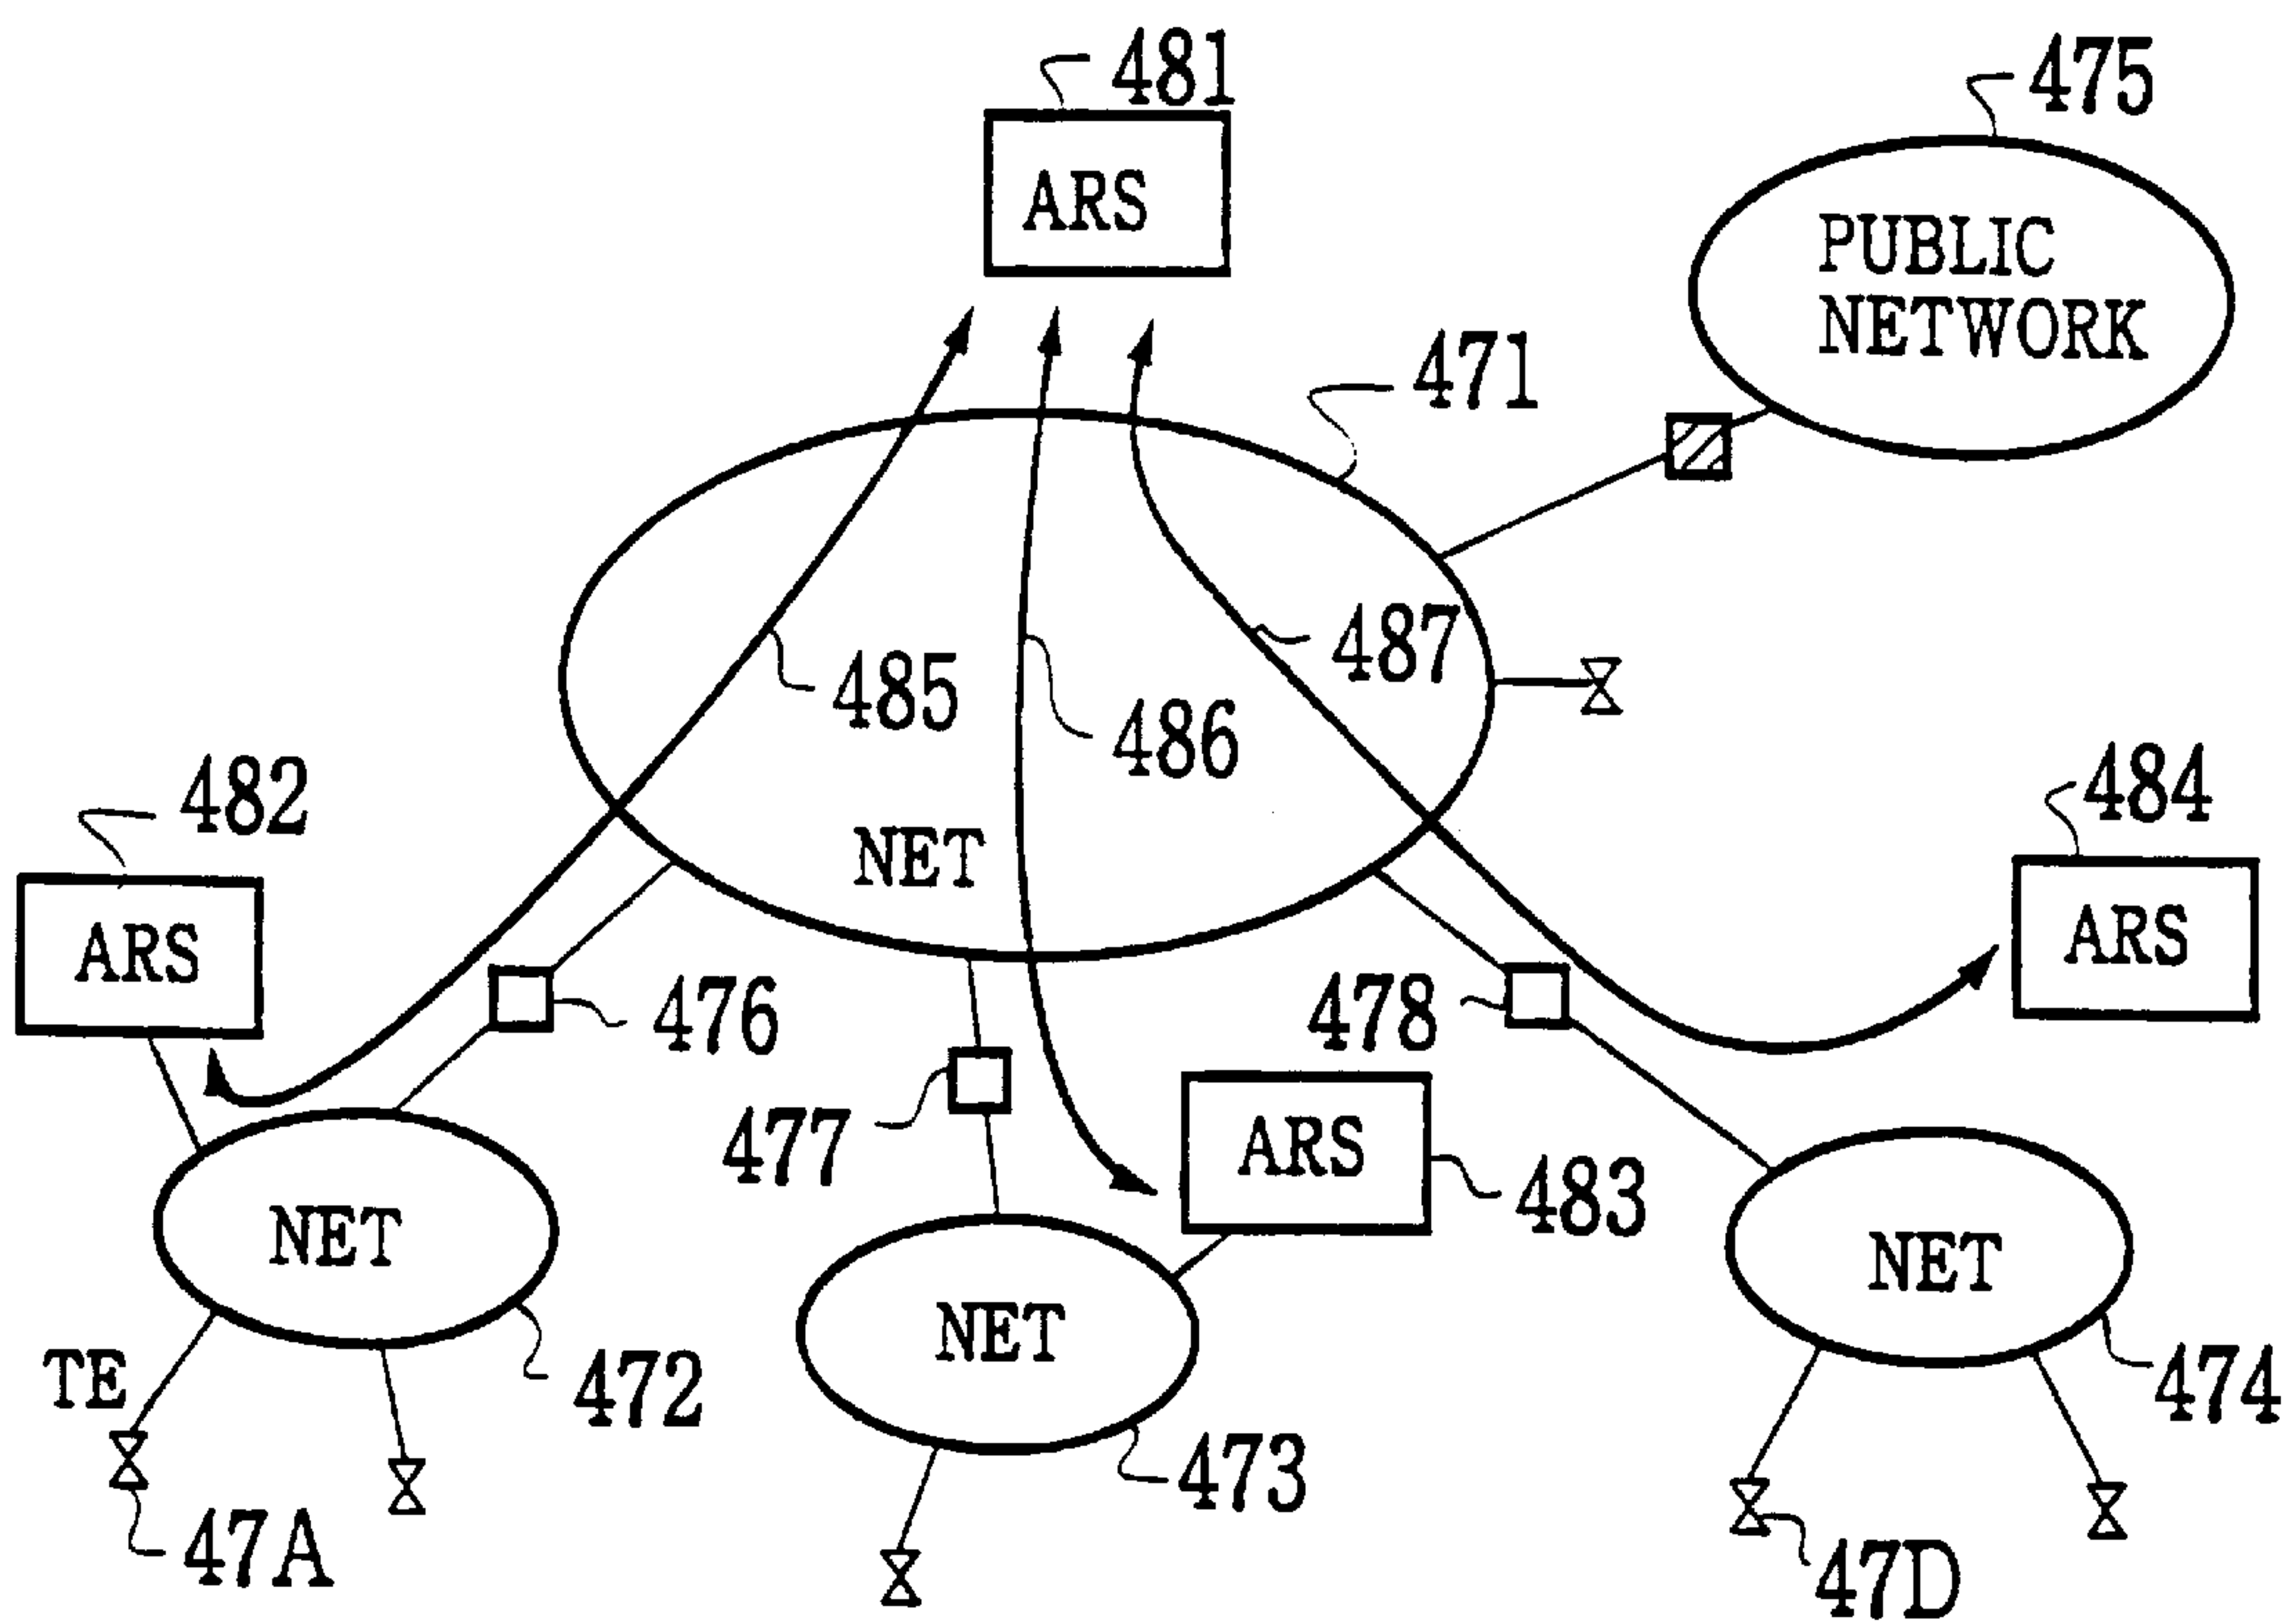 481
ARS
475
PUBLIC
NETWORK
471
485
486
487
NET
482
ARS
484
ARS
476
477
478
ARS
483
NET
472
TE
47A
NET
473
NET
474
47D